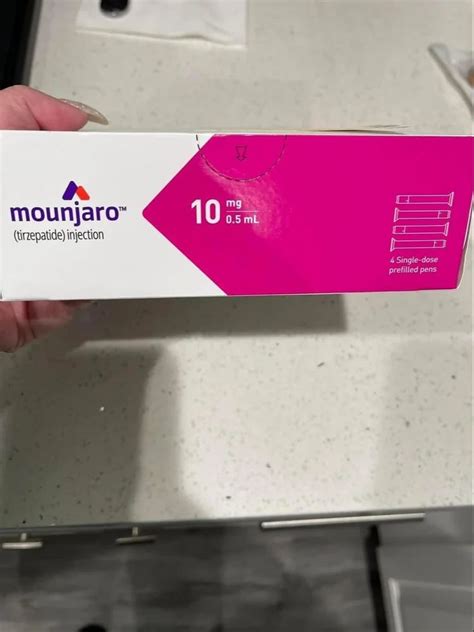 mounjaro™
(tirzepatide) injection
10 mg
0.5 mL
4 Single-dose
prefilled pens